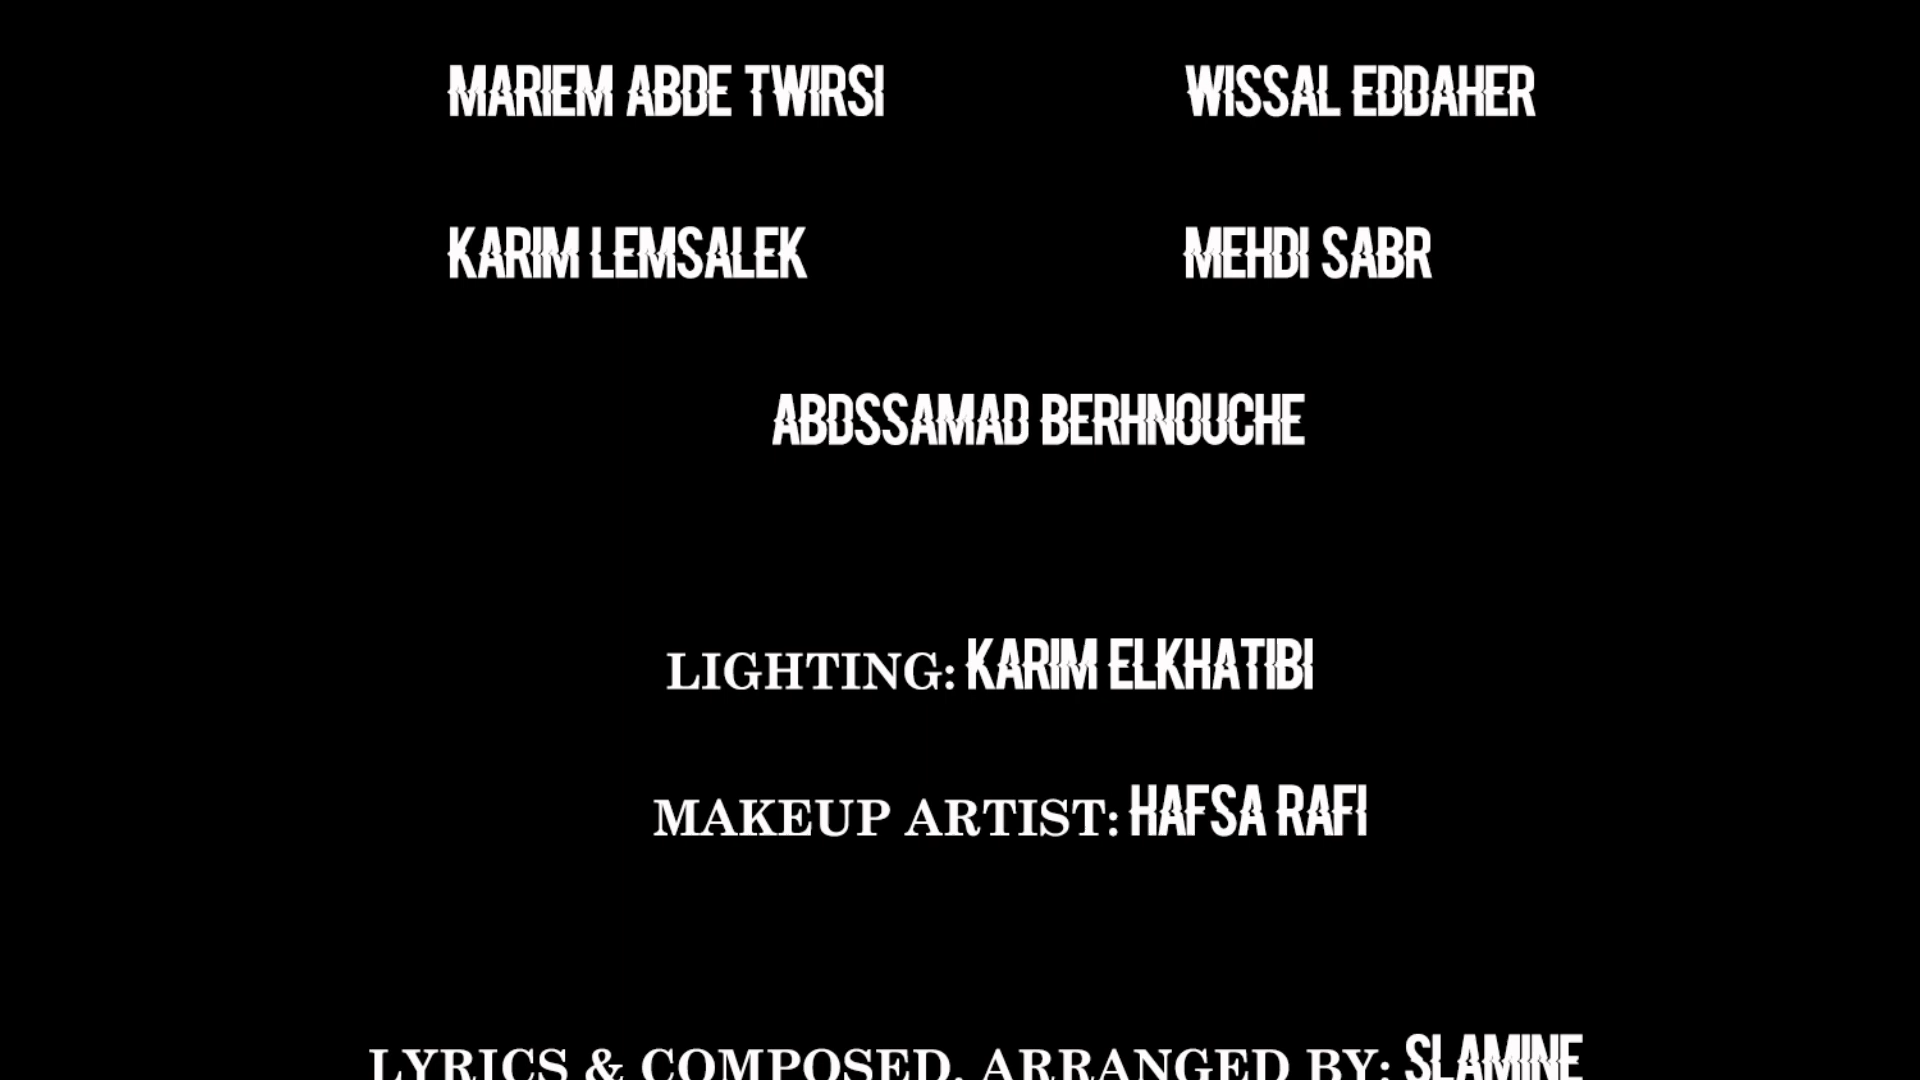 MARIEM ABDE TWIRSI WISSAL EDDAHER
KARIM LEMSALEK MEHDI SABR
ABDSSAMAD BERHNOUCHE
LIGHTING: KARIM ELKHATIBI
MAKEUP ARTIST: HAFSA RAFI
LYRICS & COMPOSED, ARRANGED BY: SLAMINE